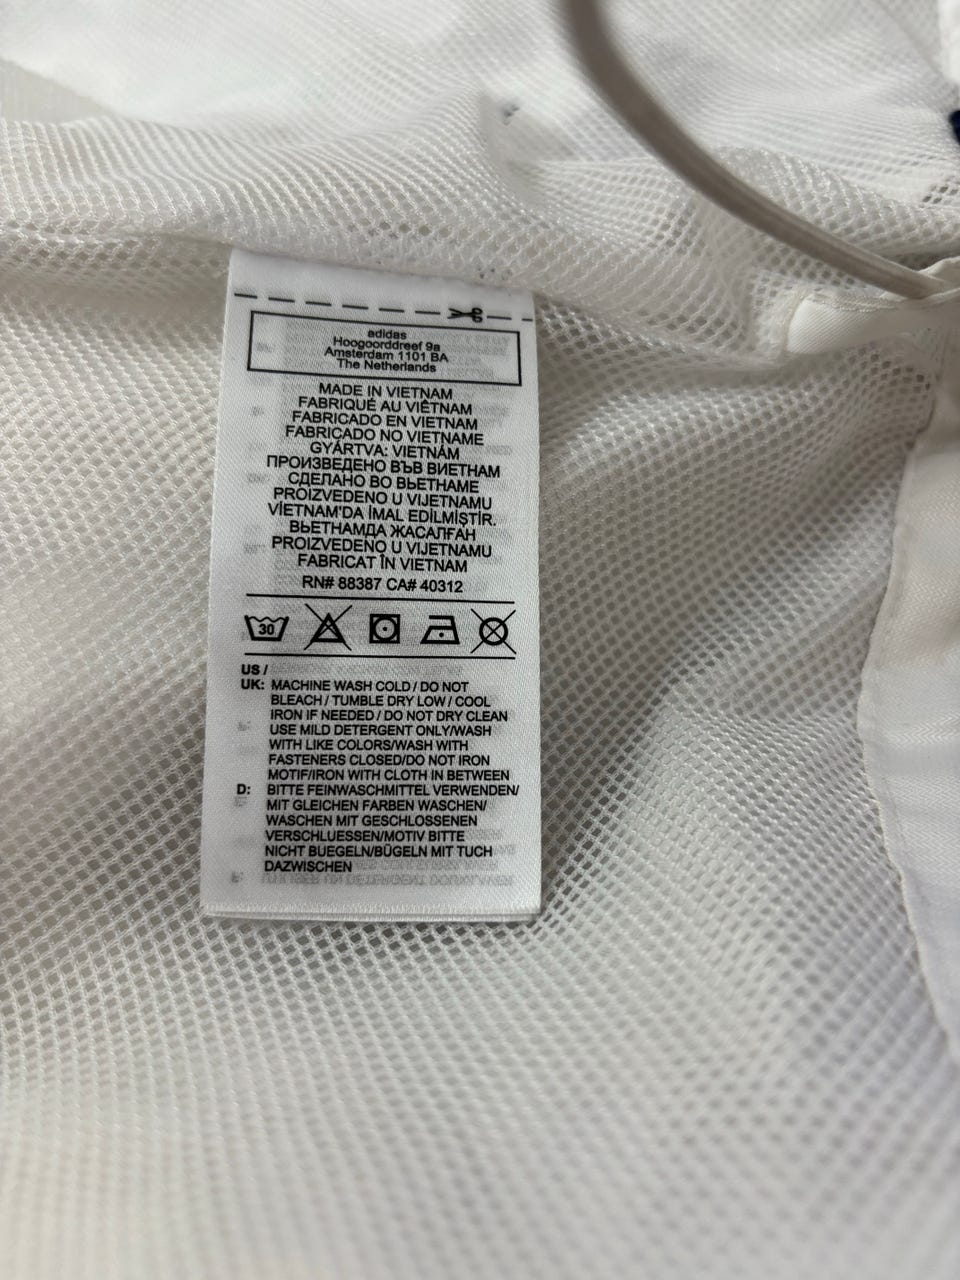 adidas
Hoogoorddreef 9a
Amsterdam 1101 BA
The Netherlands
MADE IN VIETNAM
FABRIQUÉ AU VIÊTNAM
FABRICADO EN VIETNAM
FABRICADO NO VIETNAME
GYÁRTVA: VIETNÁM
ПРОИЗВЕДЕНО ВЪВ ВИЕТНАМ
СДЕЛАНО ВО ВЬЕТНАМЕ
PROIZVEDENO U VIJETNAMU
VİETNAM'DA İMAL EDİLMİŞTİR.
ВЬЕТНАМДА ЖАСАЛҒАН
PROIZVEDENO U VIJETNAMU
FABRICAT ÎN VIETNAM
RN# 88387 CA# 40312
30
US /
UK: MACHINE WASH COLD / DO NOT
BLEACH / TUMBLE DRY LOW / COOL
IRON IF NEEDED / DO NOT DRY CLEAN
USE MILD DETERGENT ONLY/WASH
WITH LIKE COLORS/WASH WITH
FASTENERS CLOSED/DO NOT IRON
MOTIF/IRON WITH CLOTH IN BETWEEN
D: BITTE FEINWASCHMITTEL VERWENDEN/
MIT GLEICHEN FARBEN WASCHEN/
WASCHEN MIT GESCHLOSSENEN
VERSCHLUESSEN/MOTIV BITTE
NICHT BUEGELN/BÜGELN MIT TUCH
DAZWISCHEN